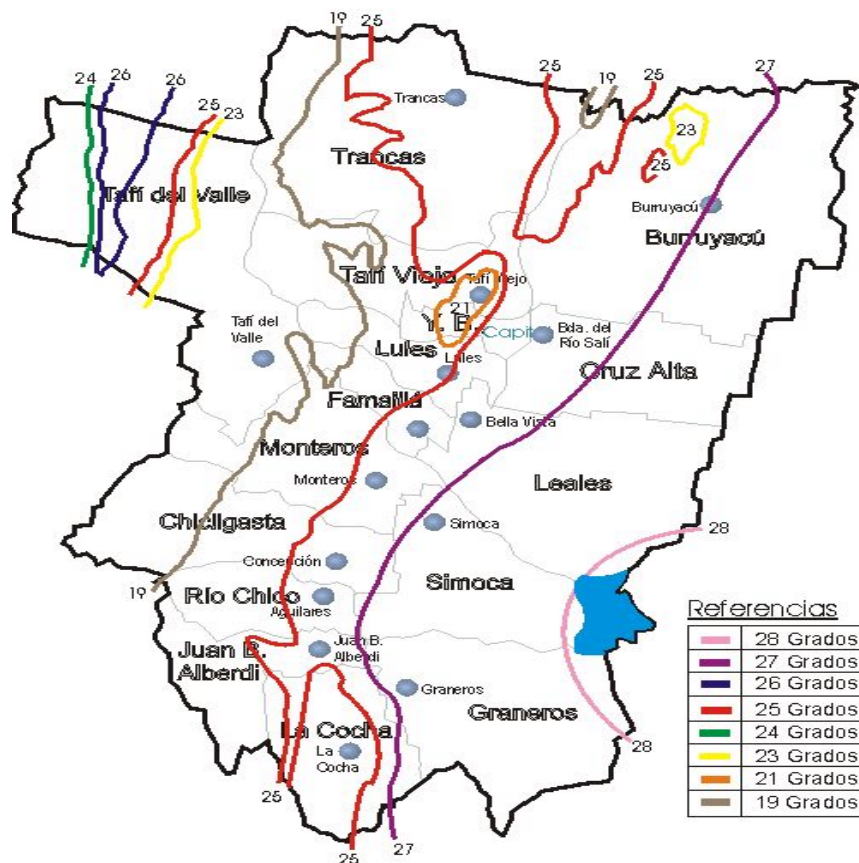 19
25
24
26
26
25
23
25
19
25
27
Trancas
Trancas
23
25
Tafí del Valle
Burruyacú
Burruyacú
Tafí Viejo
Tafí Viejo
21
Y. B.
Capital
Tafí del
Valle
Bda. del
Río Salí
Lules
Lules
Cruz Alta
Famaillá
Bella Vista
Monteros
Monteros
Leales
Chicligasta
Simoca
28
Concepción
Simoca
19
Río Chico
Aguilares
Juan B.
Alberdi
Juan B.
Alberdi
Graneros
Graneros
La Cocha
La
Cocha
28
25
25
27
Referencias
28 Grados
27 Grados
26 Grados
25 Grados
24 Grados
23 Grados
21 Grados
19 Grados